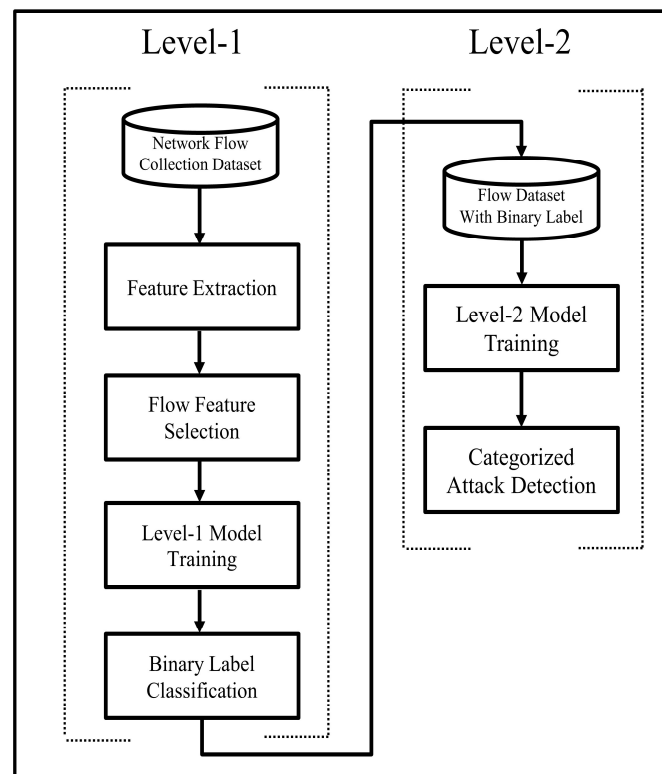 Level-1
Network Flow
Collection Dataset
Feature Extraction
Flow Feature
Selection
Level-1 Model
Training
Binary Label
Classification
Level-2
Flow Dataset
With Binary Label
Level-2 Model
Training
Categorized
Attack Detection